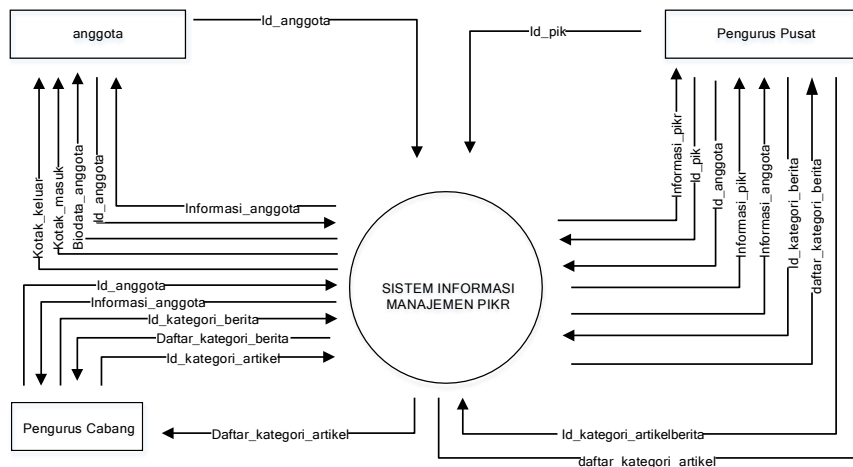 anggota
Id_anggota
Id_pik
Pengurus Pusat
Kotak_keluar
Kotak_masuk
Biodata_anggota
Id_anggota
Informasi_anggota
Informasi_pikr
Id_pik
Id_anggota
Informasi_pikr
Informasi_anggota
Id_kategori_berita
daftar_kategori_berita
SISTEM INFORMASI
MANAJEMEN PIKR
Id_anggota
Informasi_anggota
Id_kategori_berita
Daftar_kategori_berita
Id_kategori_artikel
Pengurus Cabang
Daftar_kategori_artikel
Id_kategori_artikelberita
daftar_kategori_artikel